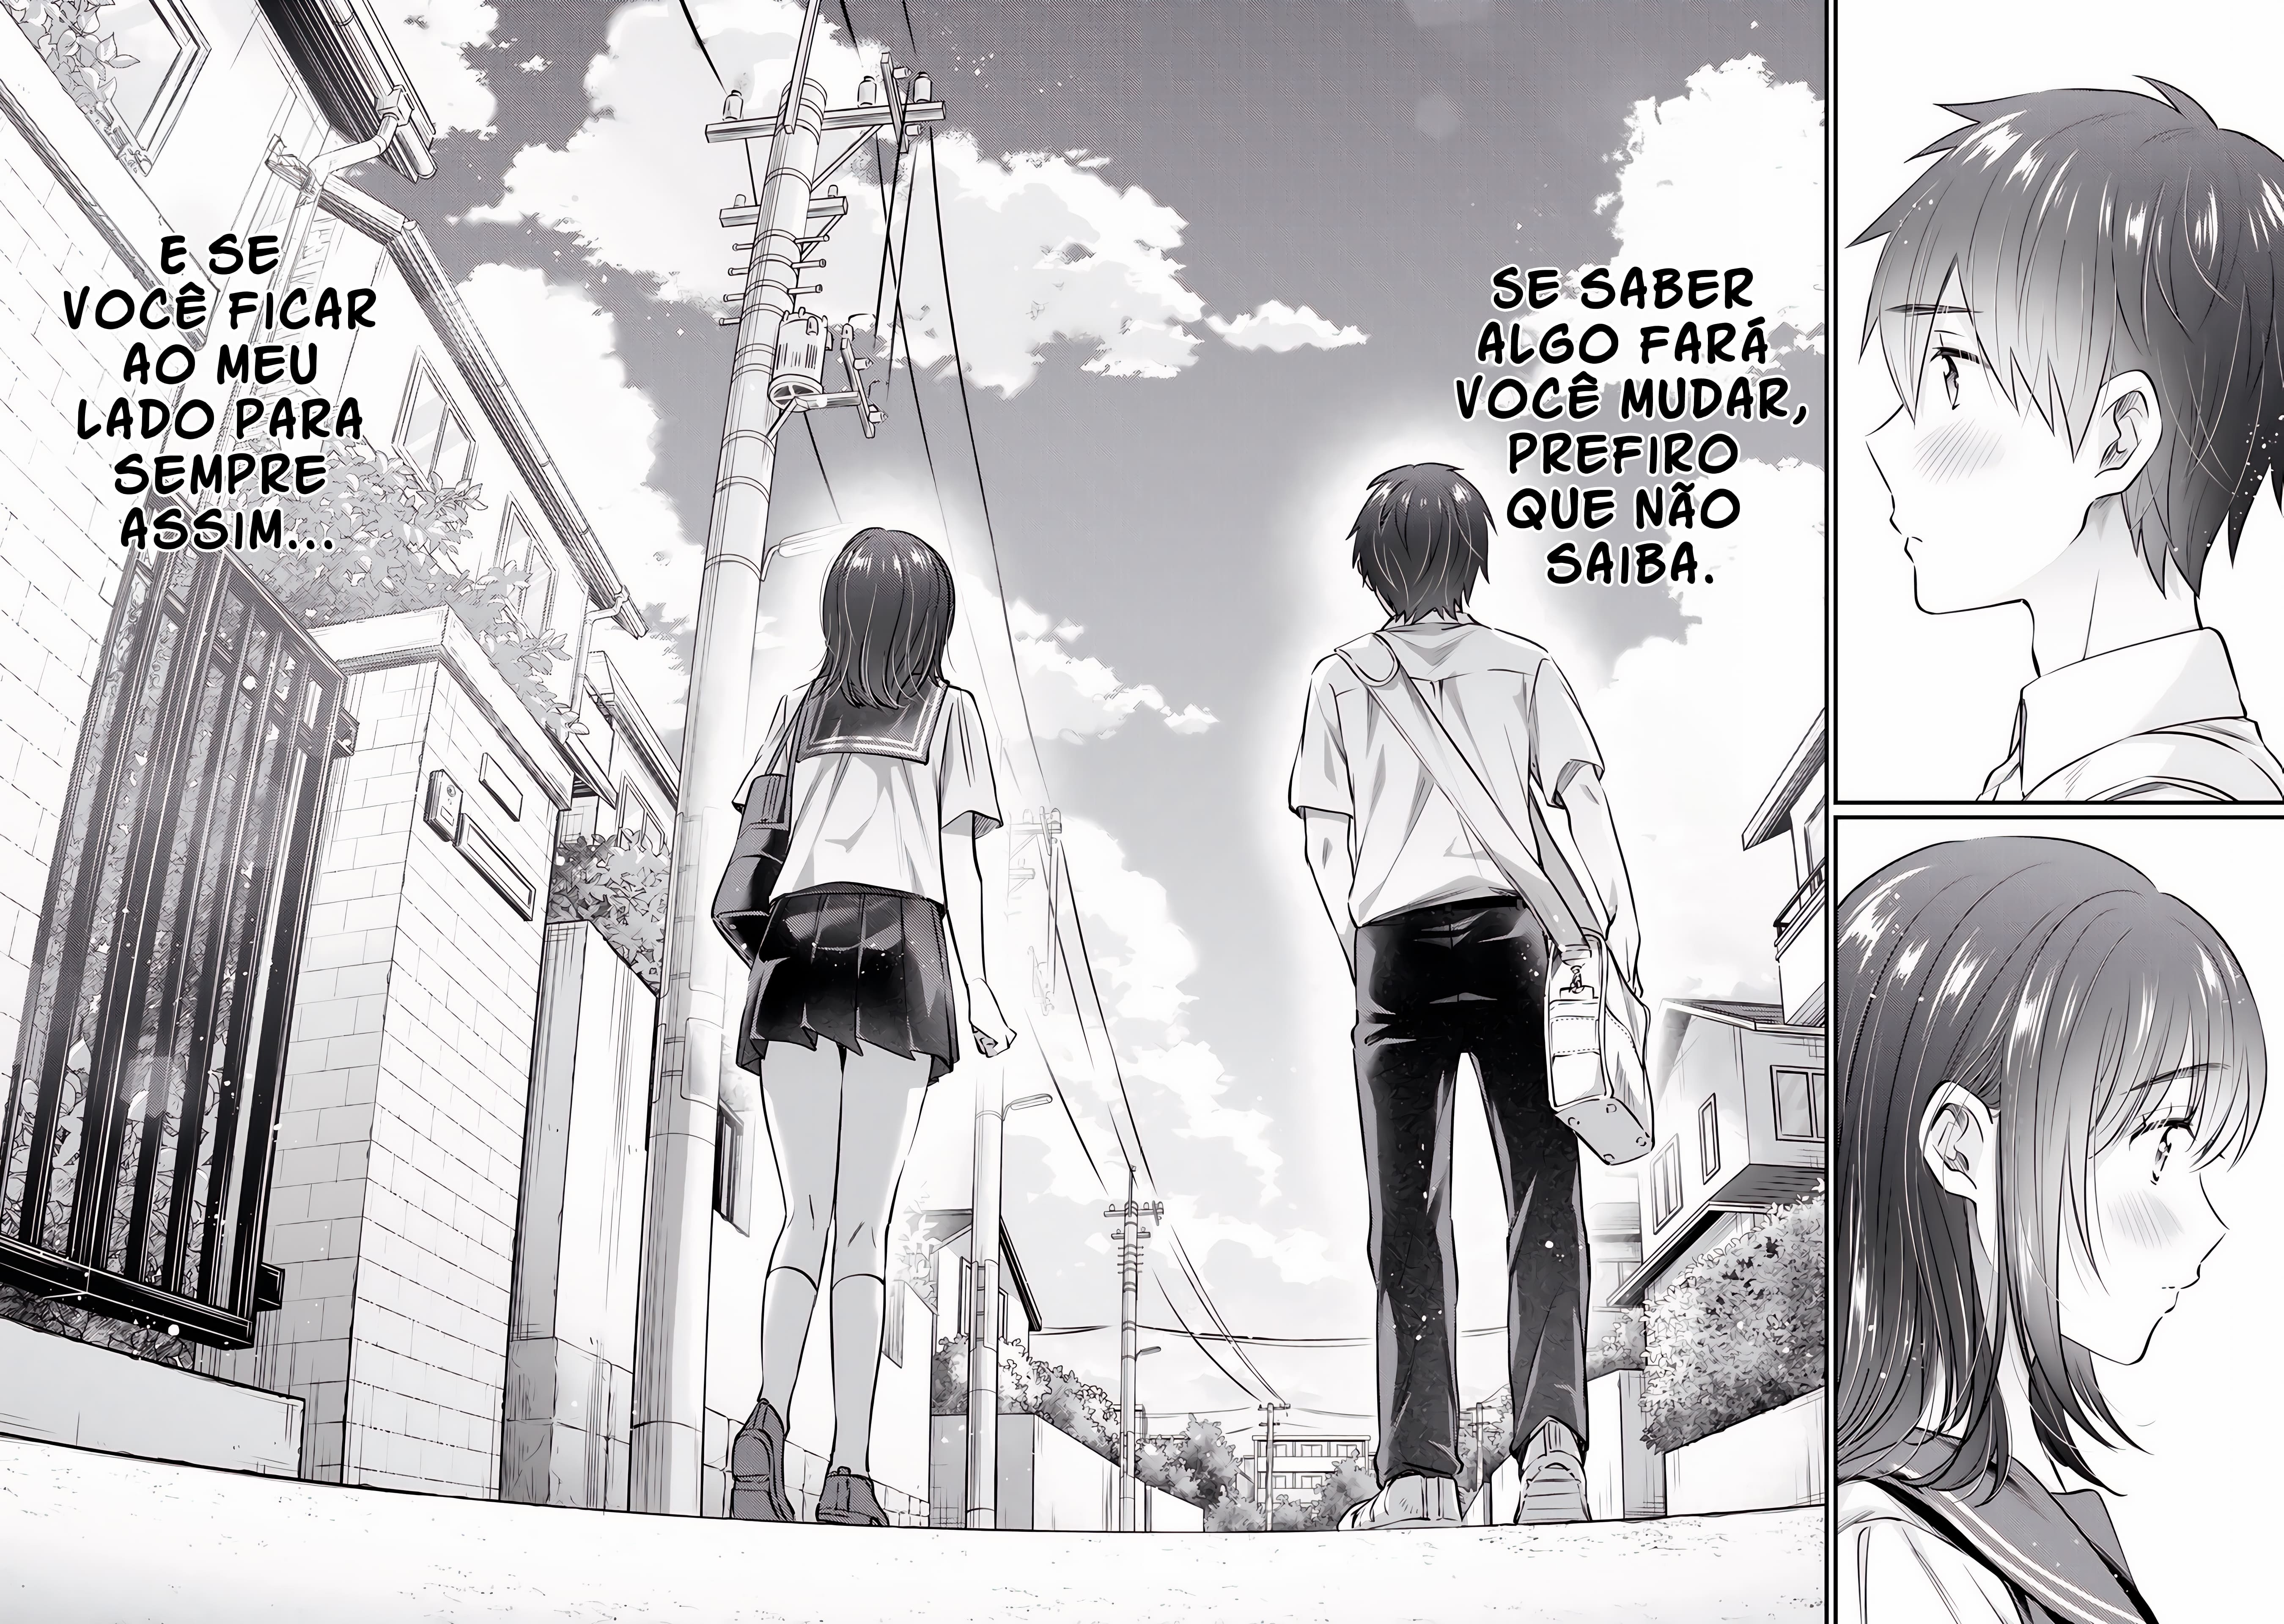 SE SABER
ALGO FARÁ
VOCÊ MUDAR,
PREFIRO
QUE NÃO
SAIBA.
E SE
VOCÊ FICAR
AO MEU
LADO PARA
SEMPRE
ASSIM...